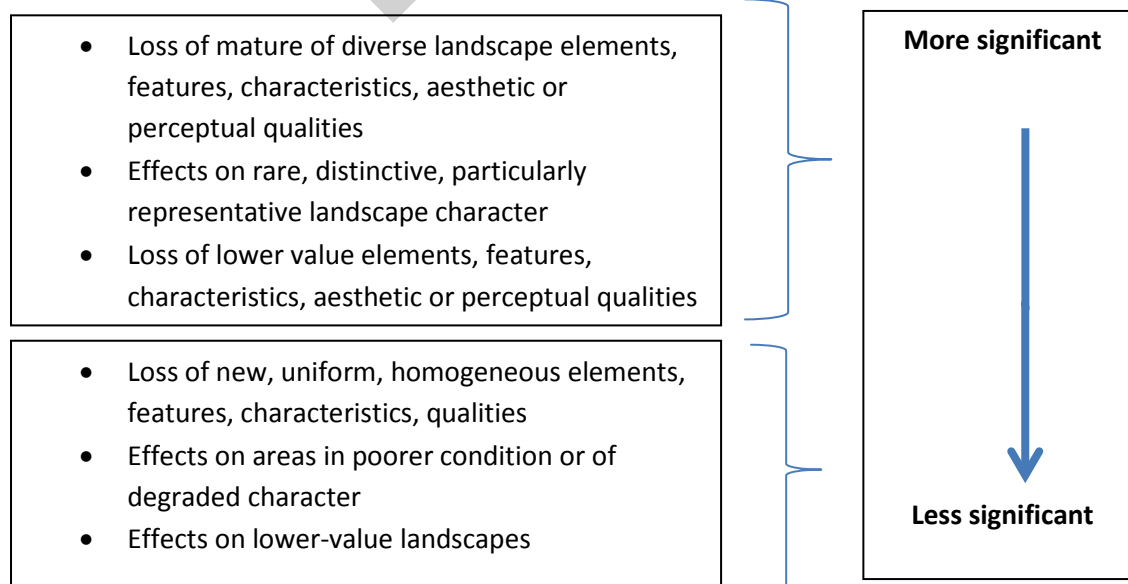 • Loss of mature of diverse landscape elements,
features, characteristics, aesthetic or
perceptual qualities
• Effects on rare, distinctive, particularly
representative landscape character
• Loss of lower value elements, features,
characteristics, aesthetic or perceptual qualities
• Loss of new, uniform, homogeneous elements,
features, characteristics, qualities
• Effects on areas in poorer condition or of
degraded character
• Effects on lower-value landscapes
More significant
Less significant